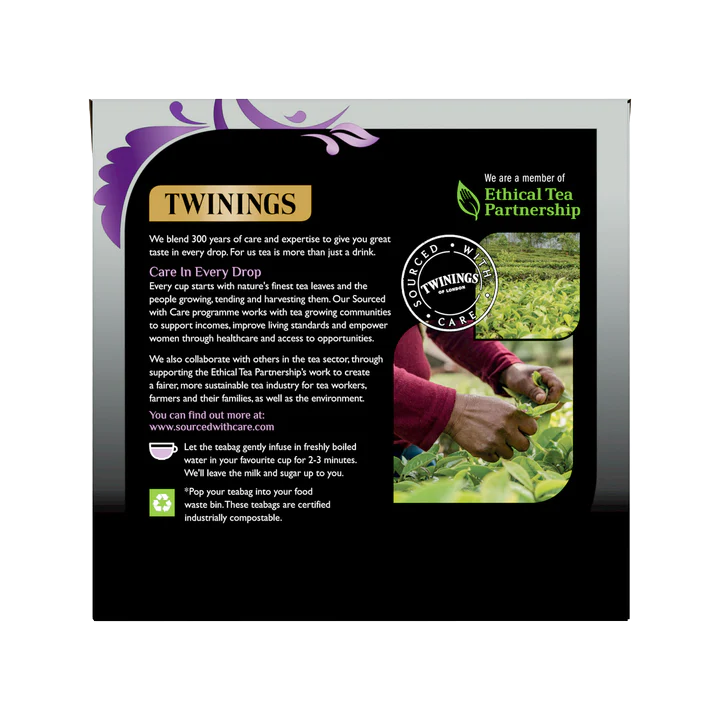 TWININGS
We blend 300 years of care and expertise to give you great
taste in every drop. For us tea is more than just a drink.
Care In Every Drop
Every cup starts with nature's finest tea leaves and the
people growing, tending and harvesting them. Our Sourced
with Care programme works with tea growing communities
to support incomes, improve living standards and empower
women through healthcare and access to opportunities.
We also collaborate with others in the tea sector, through
supporting the Ethical Tea Partnership's work to create
a fairer, more sustainable tea industry for tea workers,
farmers and their families, as well as the environment.
You can find out more at:
www.sourcedwithcare.com
Let the teabag gently infuse in freshly boiled
water in your favourite cup for 2-3 minutes.
We'll leave the milk and sugar up to you.
*Pop your teabag into your food
waste bin. These teabags are certified
industrially compostable.
We are a member of
Ethical Tea
Partnership
SOURCED • WITH • CARE •
TWININGS
OF LONDON